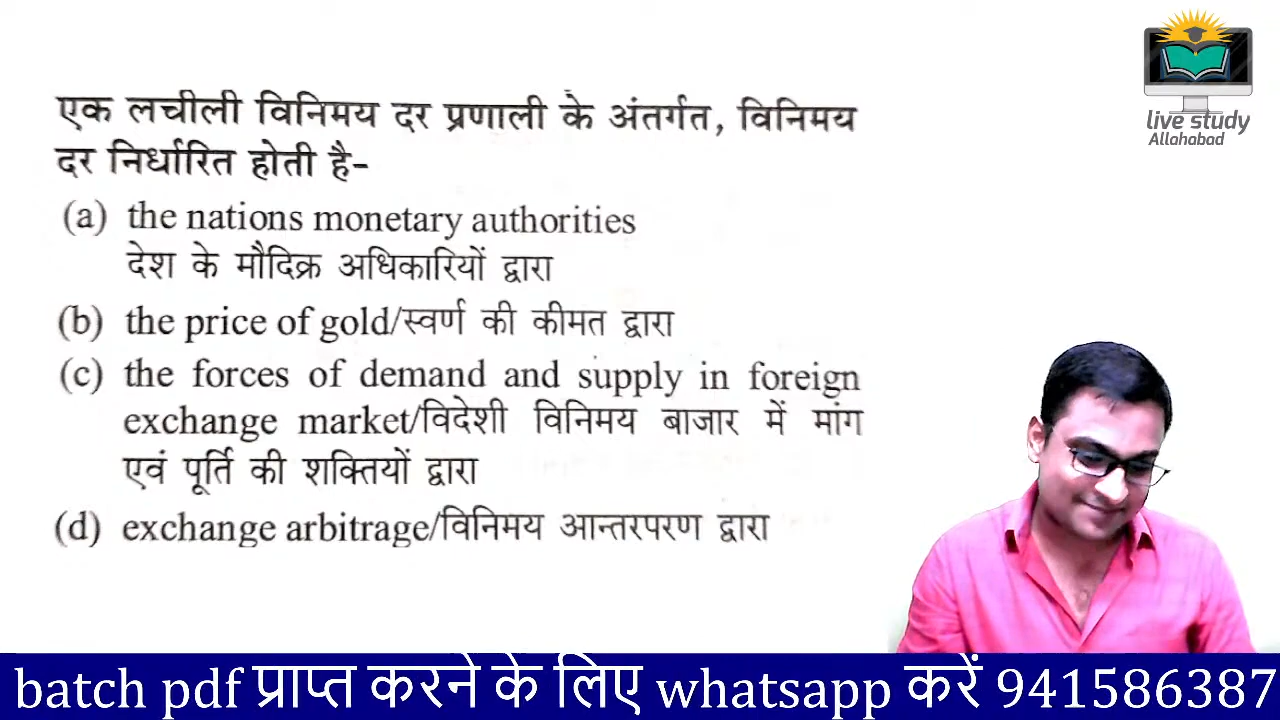 live study
Allahabad
एक लचीली विनिमय दर प्रणाली के अंतर्गत, विनिमय
दर निर्धारित होती है-
(a) the nations monetary authorities
देश के मौदिक्र अधिकारियों द्वारा
(b) the price of gold/स्वर्ण की कीमत द्वारा
(c) the forces of demand and supply in foreign
exchange market/विदेशी विनिमय बाजार में मांग
एवं पूर्ति की शक्तियों द्वारा
(d) exchange arbitrage/विनिमय आन्तरपरण द्वारा
batch pdf प्राप्त करने के लिए whatsapp करें 941586387